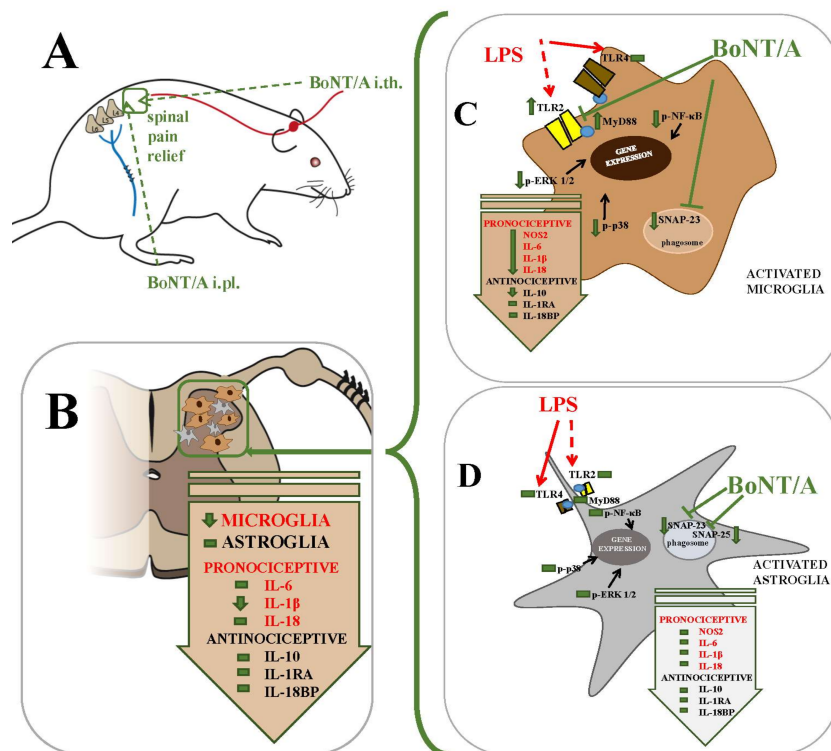 A
BoNT/A i.th.
L6
L5
L4
spinal
pain
relief
BoNT/A i.pl.
B
MICROGLIA
ASTROGLIA
PRONOCICEPTIVE
IL-6
IL-1β
IL-18
ANTINOCICEPTIVE
IL-10
IL-1RA
IL-18BP
C
LPS
TLR4
BoNT/A
TLR2
MyD88
p-NF-κB
GENE
EXPRESSION
p-ERK 1/2
p-p38
SNAP-23
phagosome
PRONOCICEPTIVE
NOS2
IL-6
IL-1β
IL-18
ANTINOCICEPTIVE
IL-10
IL-1RA
IL-18BP
ACTIVATED
MICROGLIA
D
LPS
TLR2
TLR4
MyD88
p-NF-κB
BoNT/A
SNAP-23
SNAP-25
phagosome
GENE
EXPRESSION
p-p38
p-ERK 1/2
ACTIVATED
ASTROGLIA
PRONOCICEPTIVE
NOS2
IL-6
IL-1β
IL-18
ANTINOCICEPTIVE
IL-10
IL-1RA
IL-18BP